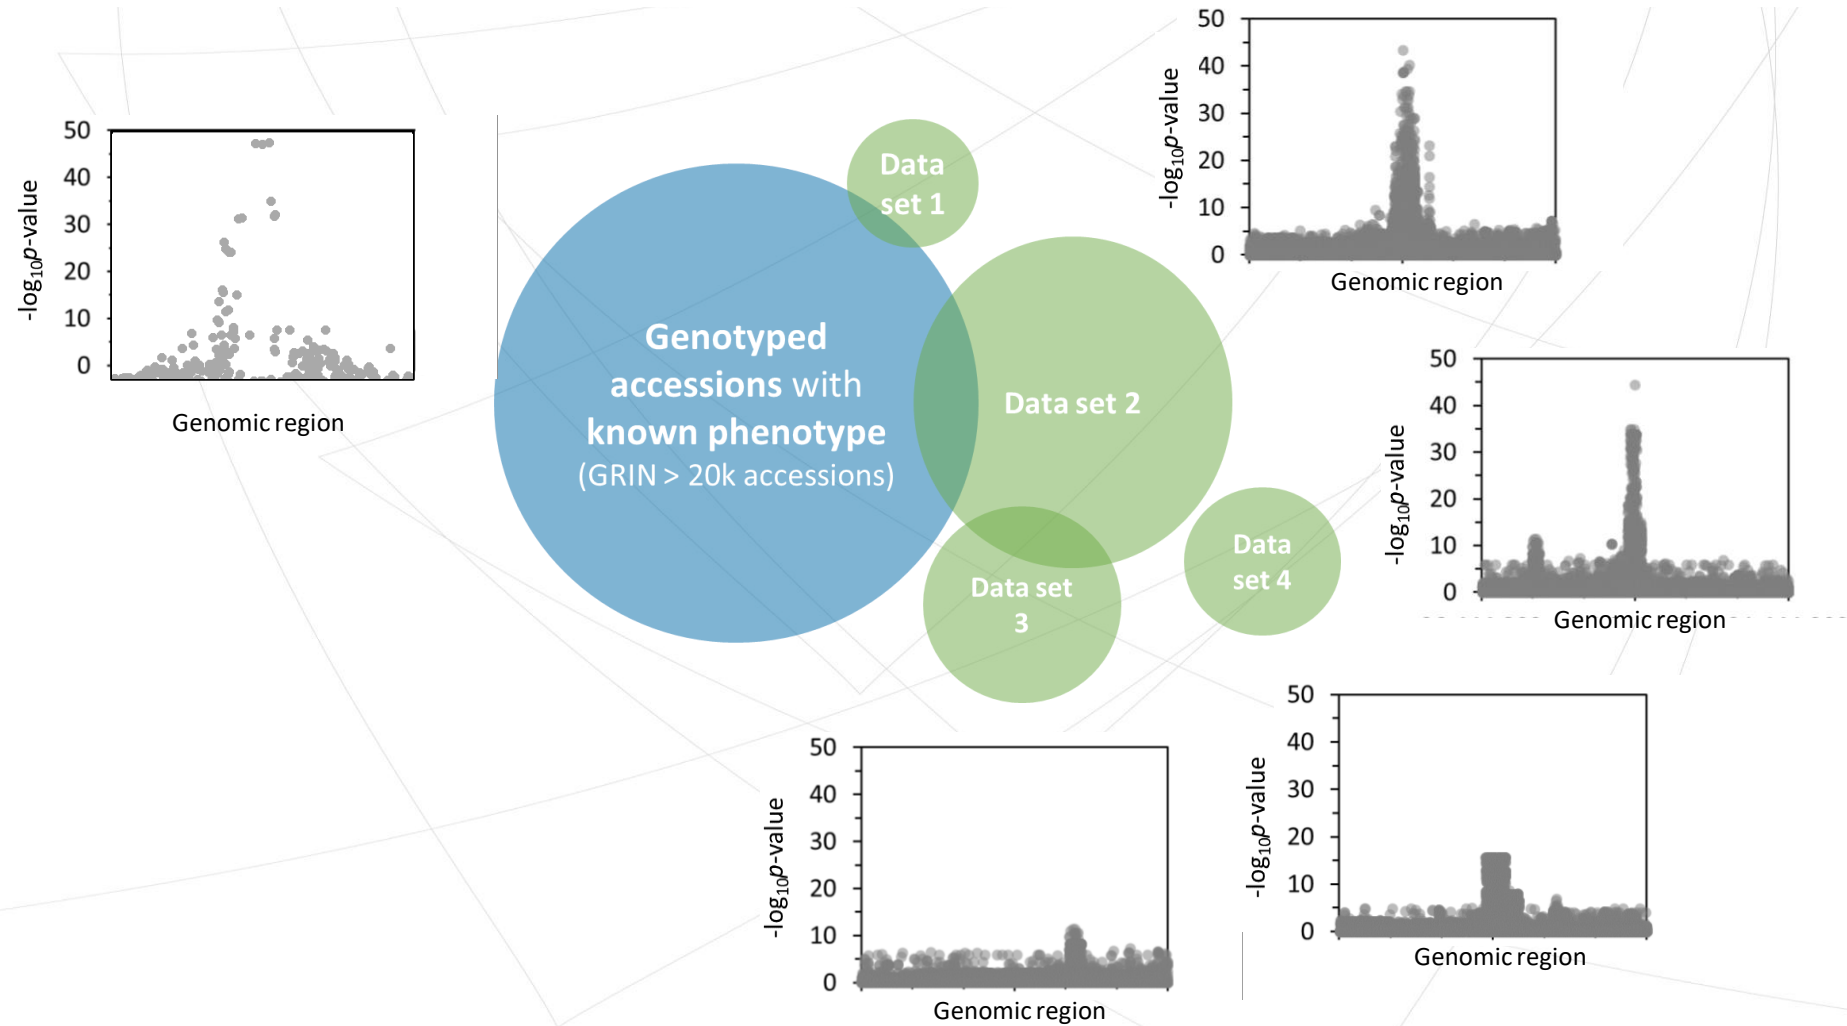 50
40
30
20
10
0
-log10p-value
Genomic region
Genotyped
accessions with
known phenotype
(GRIN > 20k accessions)
Data
set 1
Data set 2
Data set
3
Data
set 4
50
40
30
20
10
0
-log10p-value
Genomic region
50
40
30
20
10
0
-log10p-value
Genomic region
50
40
30
20
10
0
-log10p-value
Genomic region
50
40
30
20
10
0
-log10p-value
Genomic region